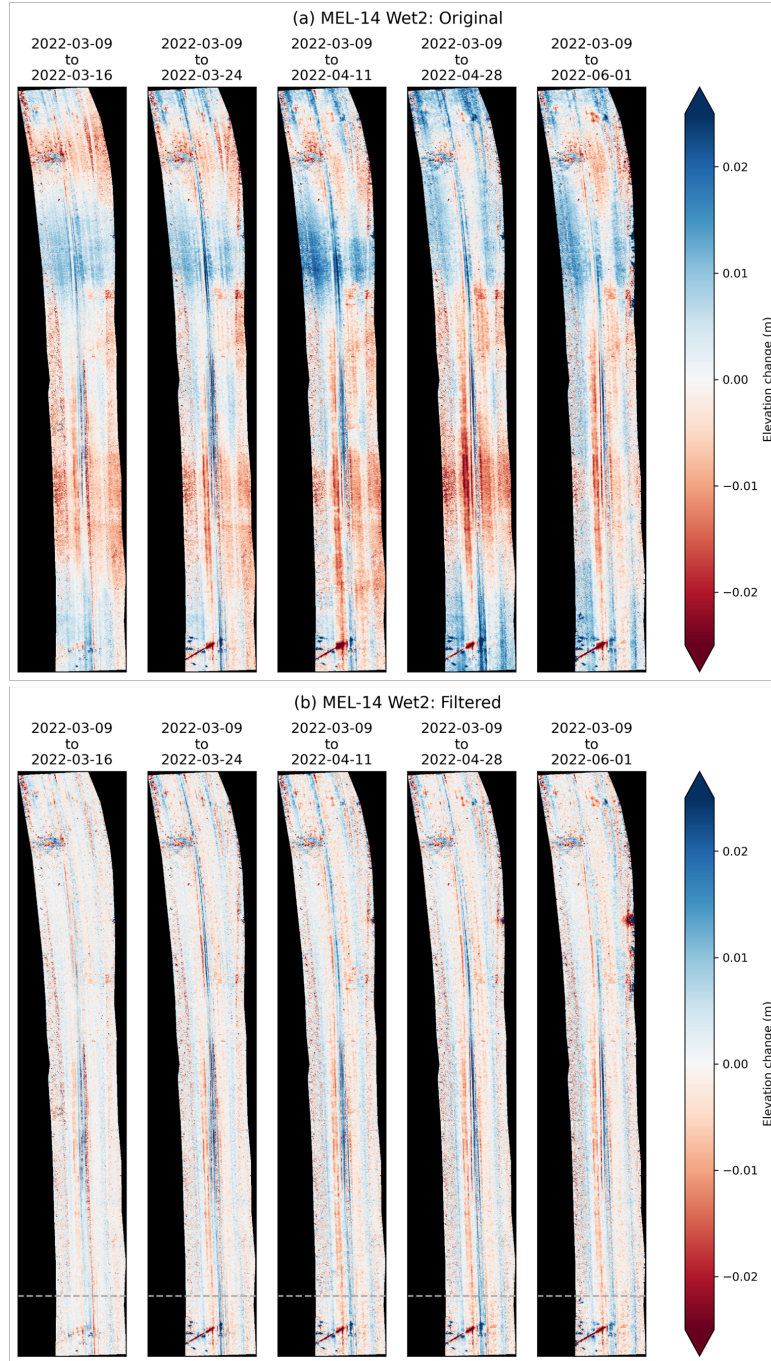 (a) MEL-14 Wet2: Original
2022-03-09
to
2022-03-16
2022-03-09
to
2022-03-24
2022-03-09
to
2022-04-11
2022-03-09
to
2022-04-28
2022-03-09
to
2022-06-01
0.02
0.01
0.00
−0.01
−0.02
Elevation change (m)
(b) MEL-14 Wet2: Filtered
2022-03-09
to
2022-03-16
2022-03-09
to
2022-03-24
2022-03-09
to
2022-04-11
2022-03-09
to
2022-04-28
2022-03-09
to
2022-06-01
0.02
0.01
0.00
−0.01
−0.02
Elevation change (m)